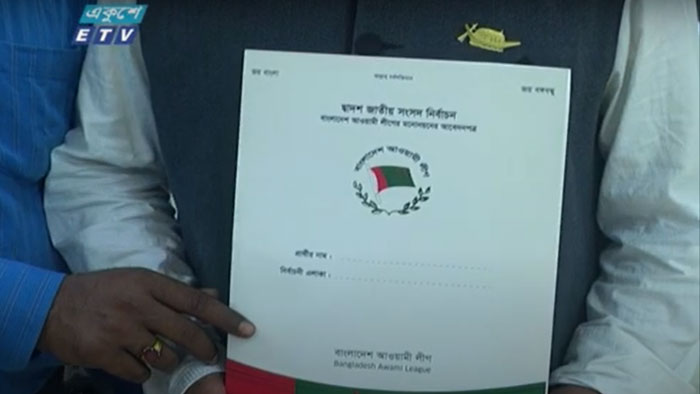 একুশে
ETV
জয় বাংলা
জয় বঙ্গবন্ধু
দ্বাদশ জাতীয় সংসদ নির্বাচন
বাংলাদেশ আওয়ামী লীগের মনোনয়নের আবেদনপত্র
বাংলাদেশ আওয়ামী লীগ
প্রার্থীর নাম :
নির্বাচনী এলাকা :
বাংলাদেশ আওয়ামী লীগ
Bangladesh Awami League